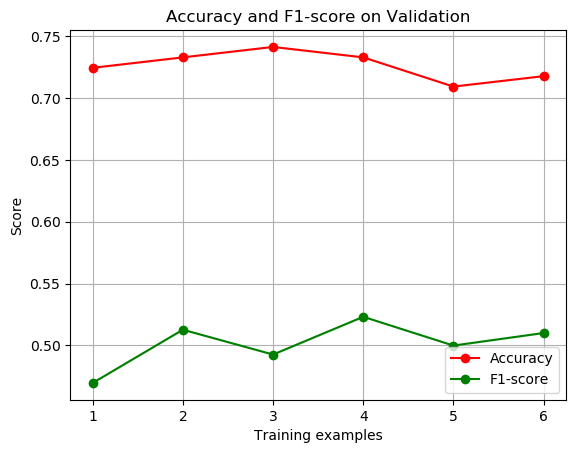 Accuracy and F1-score on Validation
0.75
0.70
0.65
0.60
0.55
0.50
Score
1 2 3 4 5 6
Training examples
Accuracy
F1-score